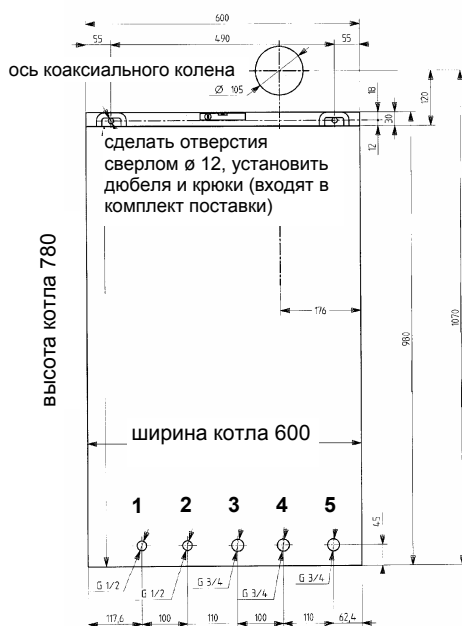 600
55 490 55
ось коаксиального колена
Ø 105
18
30
12
120
сделать отверстия
сверлом ø 12, установить
дюбеля и крюки (входят в
комплект поставки)
высота котла 780
176
980
1070
ширина котла 600
1 2 3 4 5
45
G 1/2 G 1/2 G 3/4 G 3/4 G 3/4
117,6 100 110 100 110 62,4